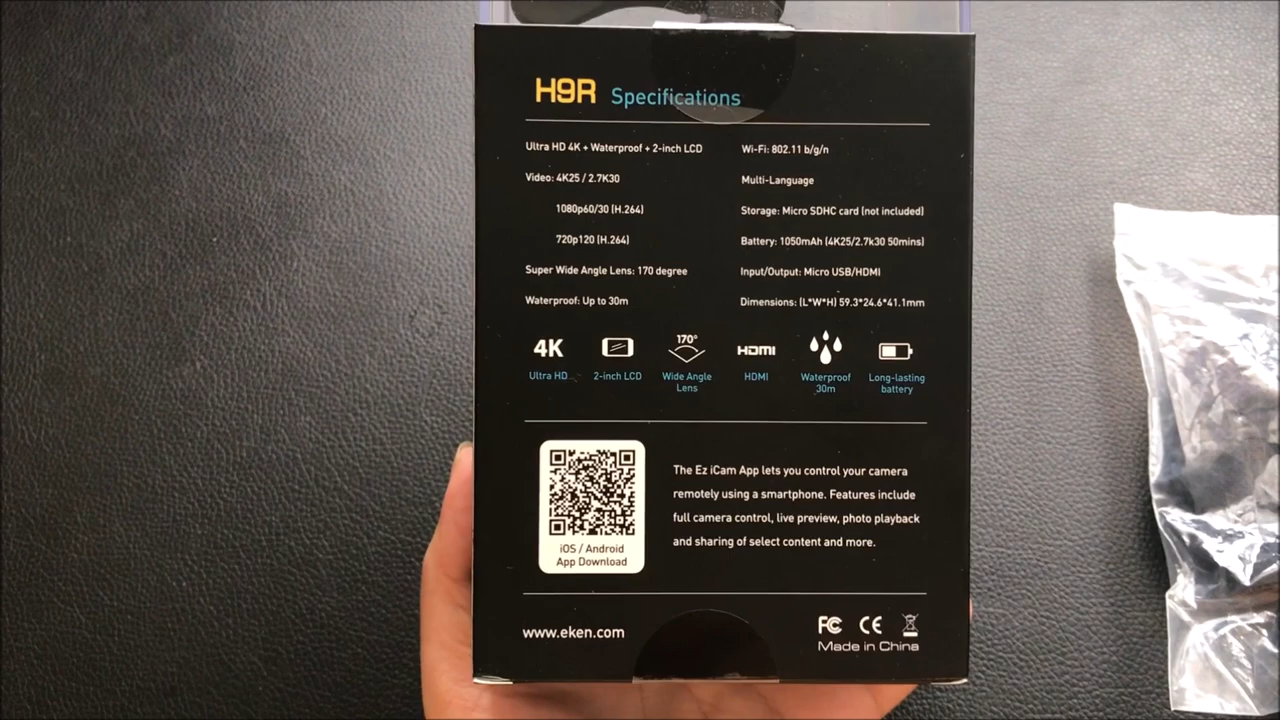 H9R Specifications
Ultra HD 4K + Waterproof + 2-inch LCD
Video: 4K25 / 2.7K30
1080p60/30 (H.264)
720p120 (H.264)
Super Wide Angle Lens: 170 degree
Waterproof: Up to 30m
Wi-Fi: 802.11 b/g/n
Multi-Language
Storage: Micro SDHC card (not included)
Battery: 1050mAh (4K25/2.7k30 50mins)
Input/Output: Micro USB/HDMI
Dimensions: (L*W*H) 59.3*24.6*41.1mm
4K
Ultra HD
2-inch LCD
170°
Wide Angle
Lens
HDMI
HDMI
Waterproof
30m
Long-lasting
battery
iOS / Android
App Download
The Ez iCam App lets you control your camera
remotely using a smartphone. Features include
full camera control, live preview, photo playback
and sharing of select content and more.
www.eken.com
FC CE
Made in China